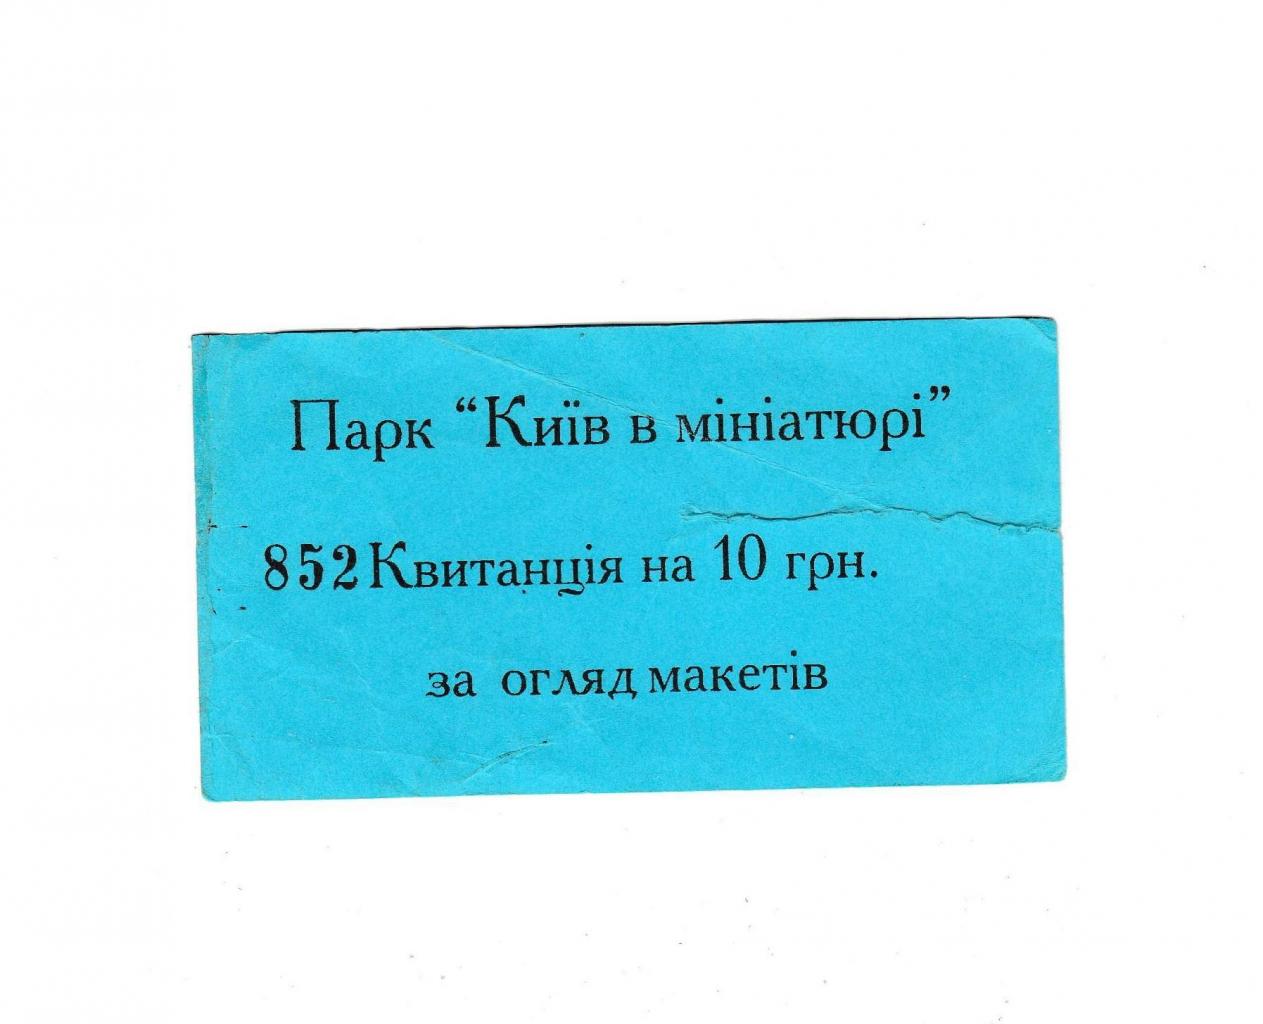 Парк “Київ в мініатюрі”
852 Квитанція на 10 грн.
за огляд макетів